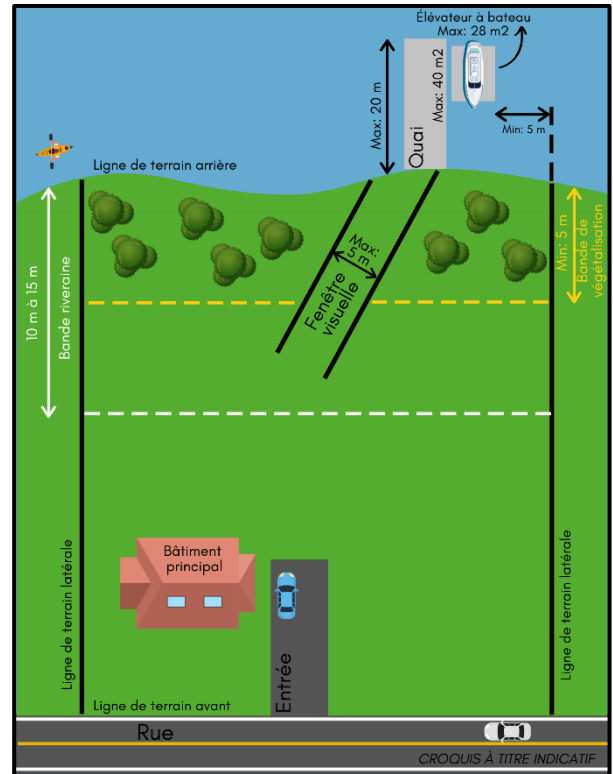 Élévateur à bateau
Max: 28 m2
Max: 20 m
Max: 40 m2
Quai
Min: 5 m
Ligne de terrain arrière
10 m à 15 m
Bande riveraine
Max:
5 m
Fenêtre
visuelle
Min: 5 m
Bande de
végétalisation
Bâtiment
principal
Entrée
Ligne de terrain latérale
Ligne de terrain latérale
Ligne de terrain avant
Rue
CROQUIS À TITRE INDICATIF